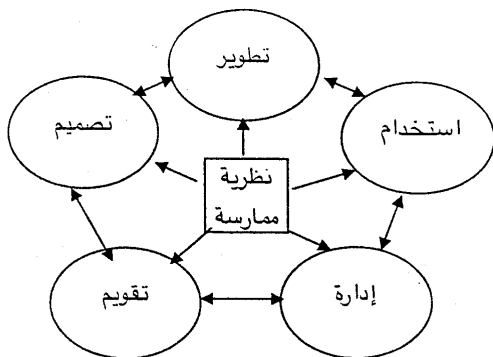 تطوير
استخدام
تصميم
نظرية
ممارسة
إدارة
تقويم